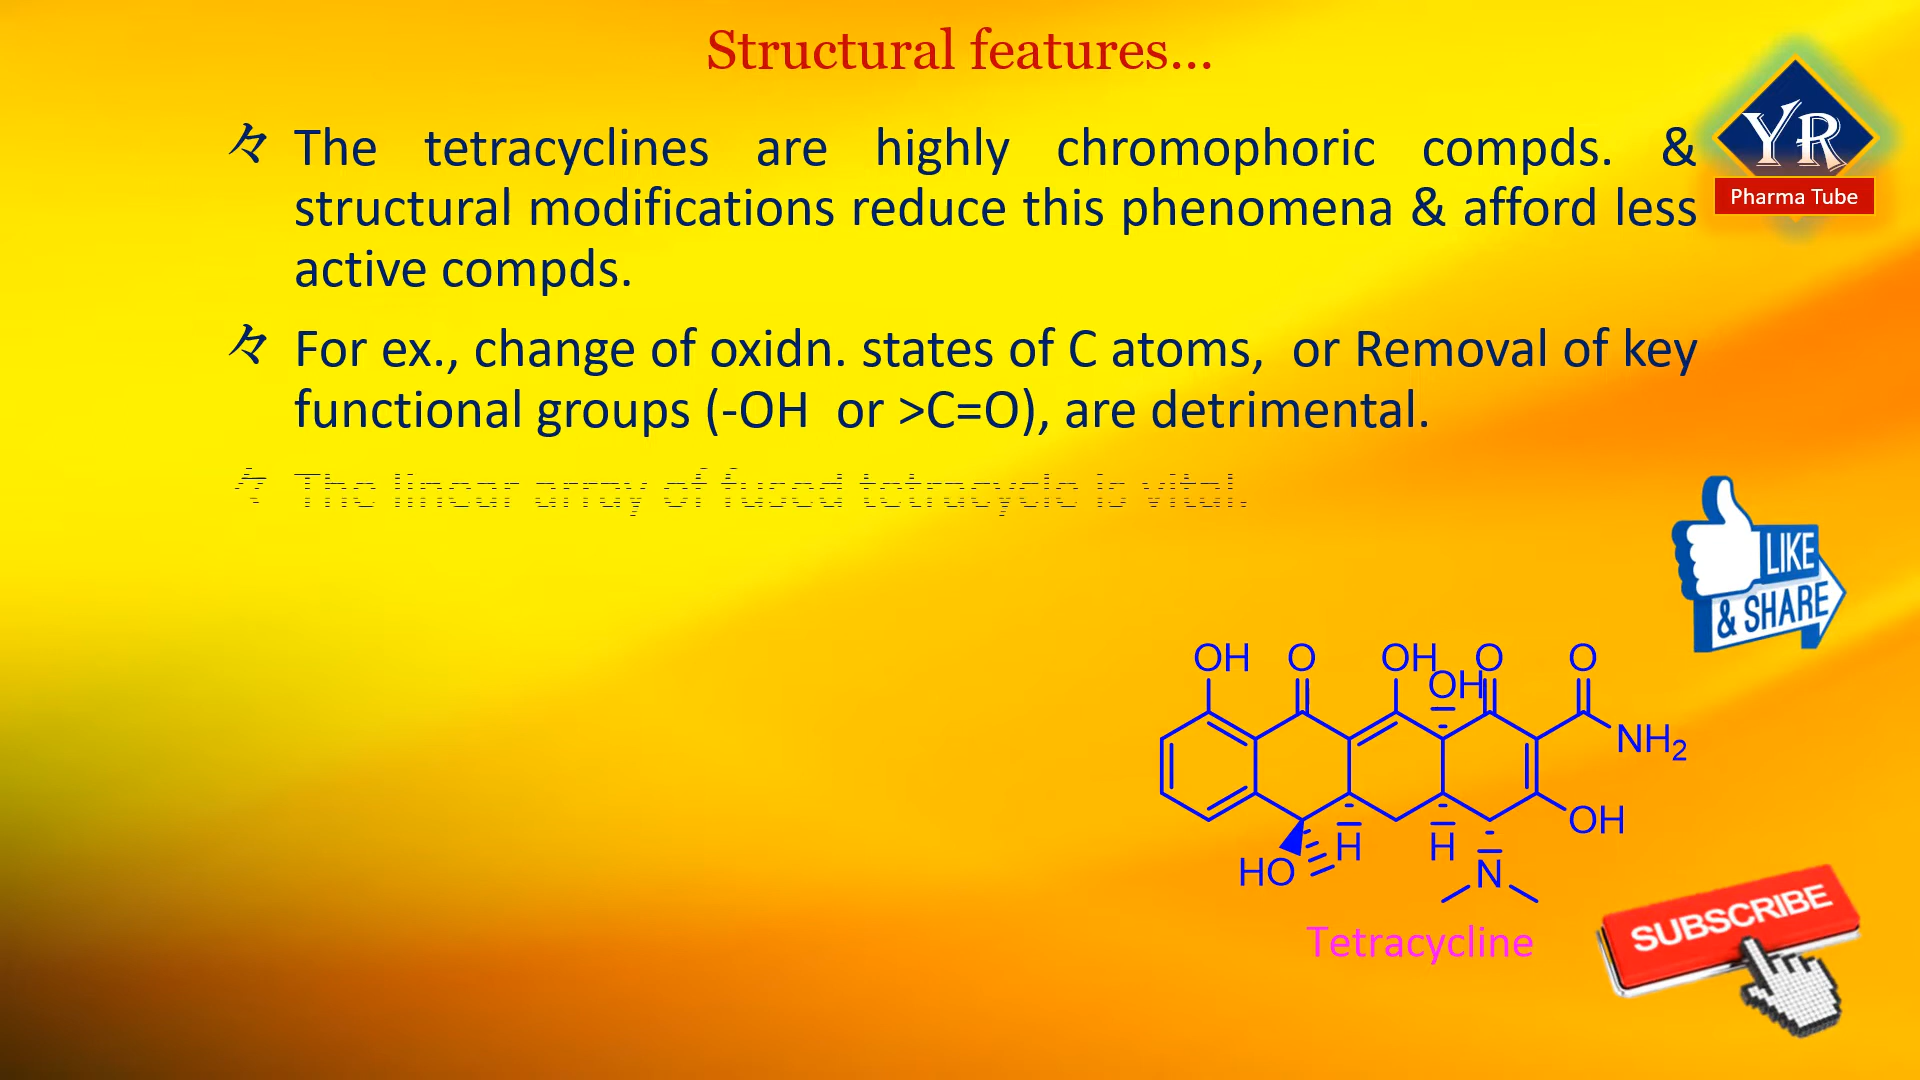 Structural features...
々 The tetracyclines are highly chromophoric compds. &
structural modifications reduce this phenomena & afford less
active compds.
々 For ex., change of oxidn. states of C atoms, or Removal of key
functional groups (-OH or >C=O), are detrimental.
々 The linear array of fused tetracycle is vital.
YR
Pharma Tube
LIKE
& SHARE
OH O OH OH O O
NH2
OH
HO H H N
Tetracycline
SUBSCRIBE